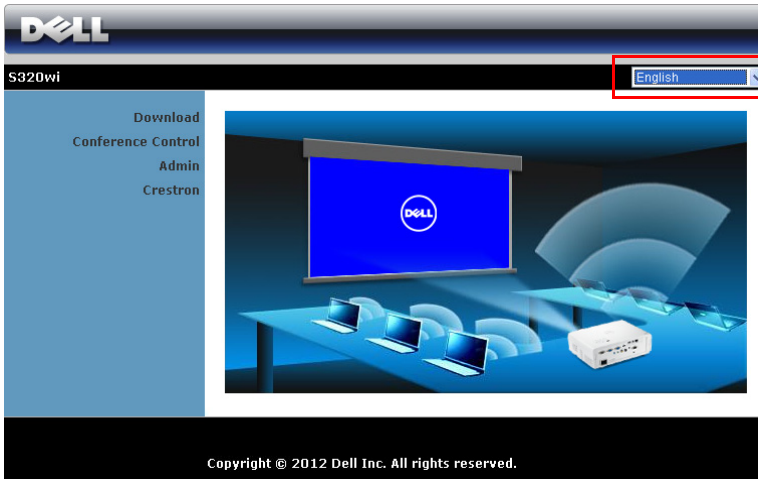 DELL
S320wi
English
Download
Conference Control
Admin
Crestron
DELL
Copyright © 2012 Dell Inc. All rights reserved.